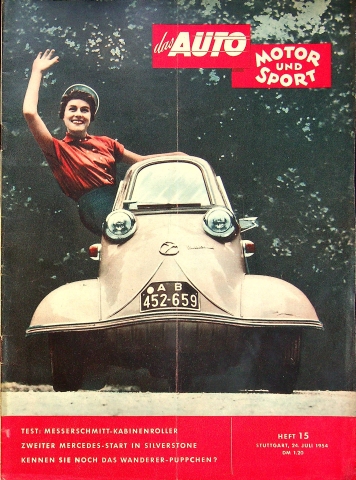 das AUTO
MOTOR
UND
SPORT
A B
452-659
TEST: MESSERSCHMITT-KABINENROLLER
ZWEITER MERCEDES-START IN SILVERSTONE
KENNEN SIE NOCH DAS WANDERER-PUPPCHEN?
HEFT 15
STUTTGART, 24. JULI 1954
DM 1.20